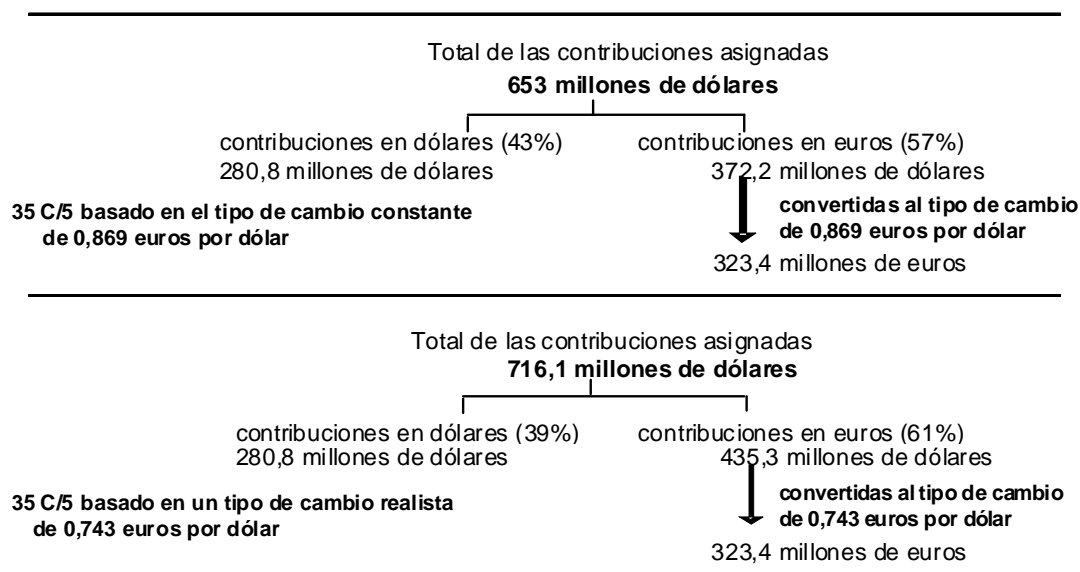 Total de las contribuciones asignadas
653 millones de dólares
contribuciones en dólares (43%)
280,8 millones de dólares
contribuciones en euros (57%)
372,2 millones de dólares
35 C/5 basado en el tipo de cambio constante
de 0,869 euros por dólar
convertidas al tipo de cambio
de 0,869 euros por dólar
323,4 millones de euros
Total de las contribuciones asignadas
716,1 millones de dólares
contribuciones en dólares (39%)
280,8 millones de dólares
contribuciones en euros (61%)
435,3 millones de dólares
35 C/5 basado en un tipo de cambio realista
de 0,743 euros por dólar
convertidas al tipo de cambio
de 0,743 euros por dólar
323,4 millones de euros